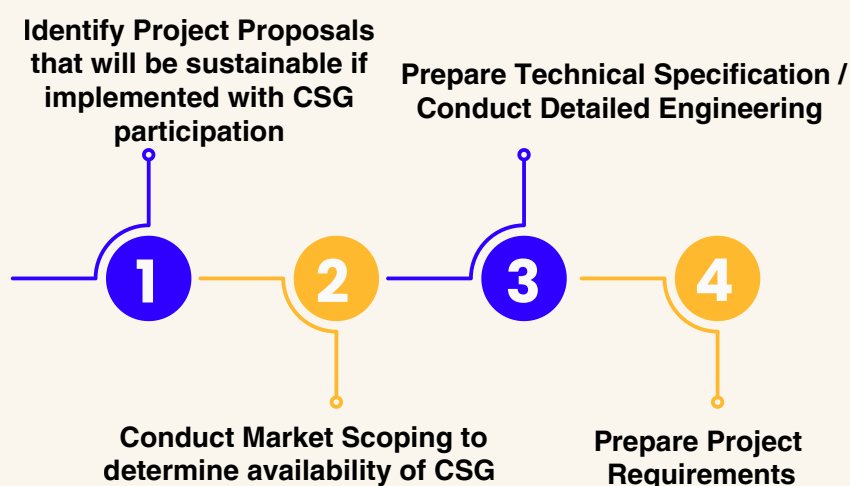 Identify Project Proposals
that will be sustainable if
implemented with CSG
participation
Prepare Technical Specification /
Conduct Detailed Engineering
1
2
3
4
Conduct Market Scoping to
determine availability of CSG
Prepare Project
Requirements